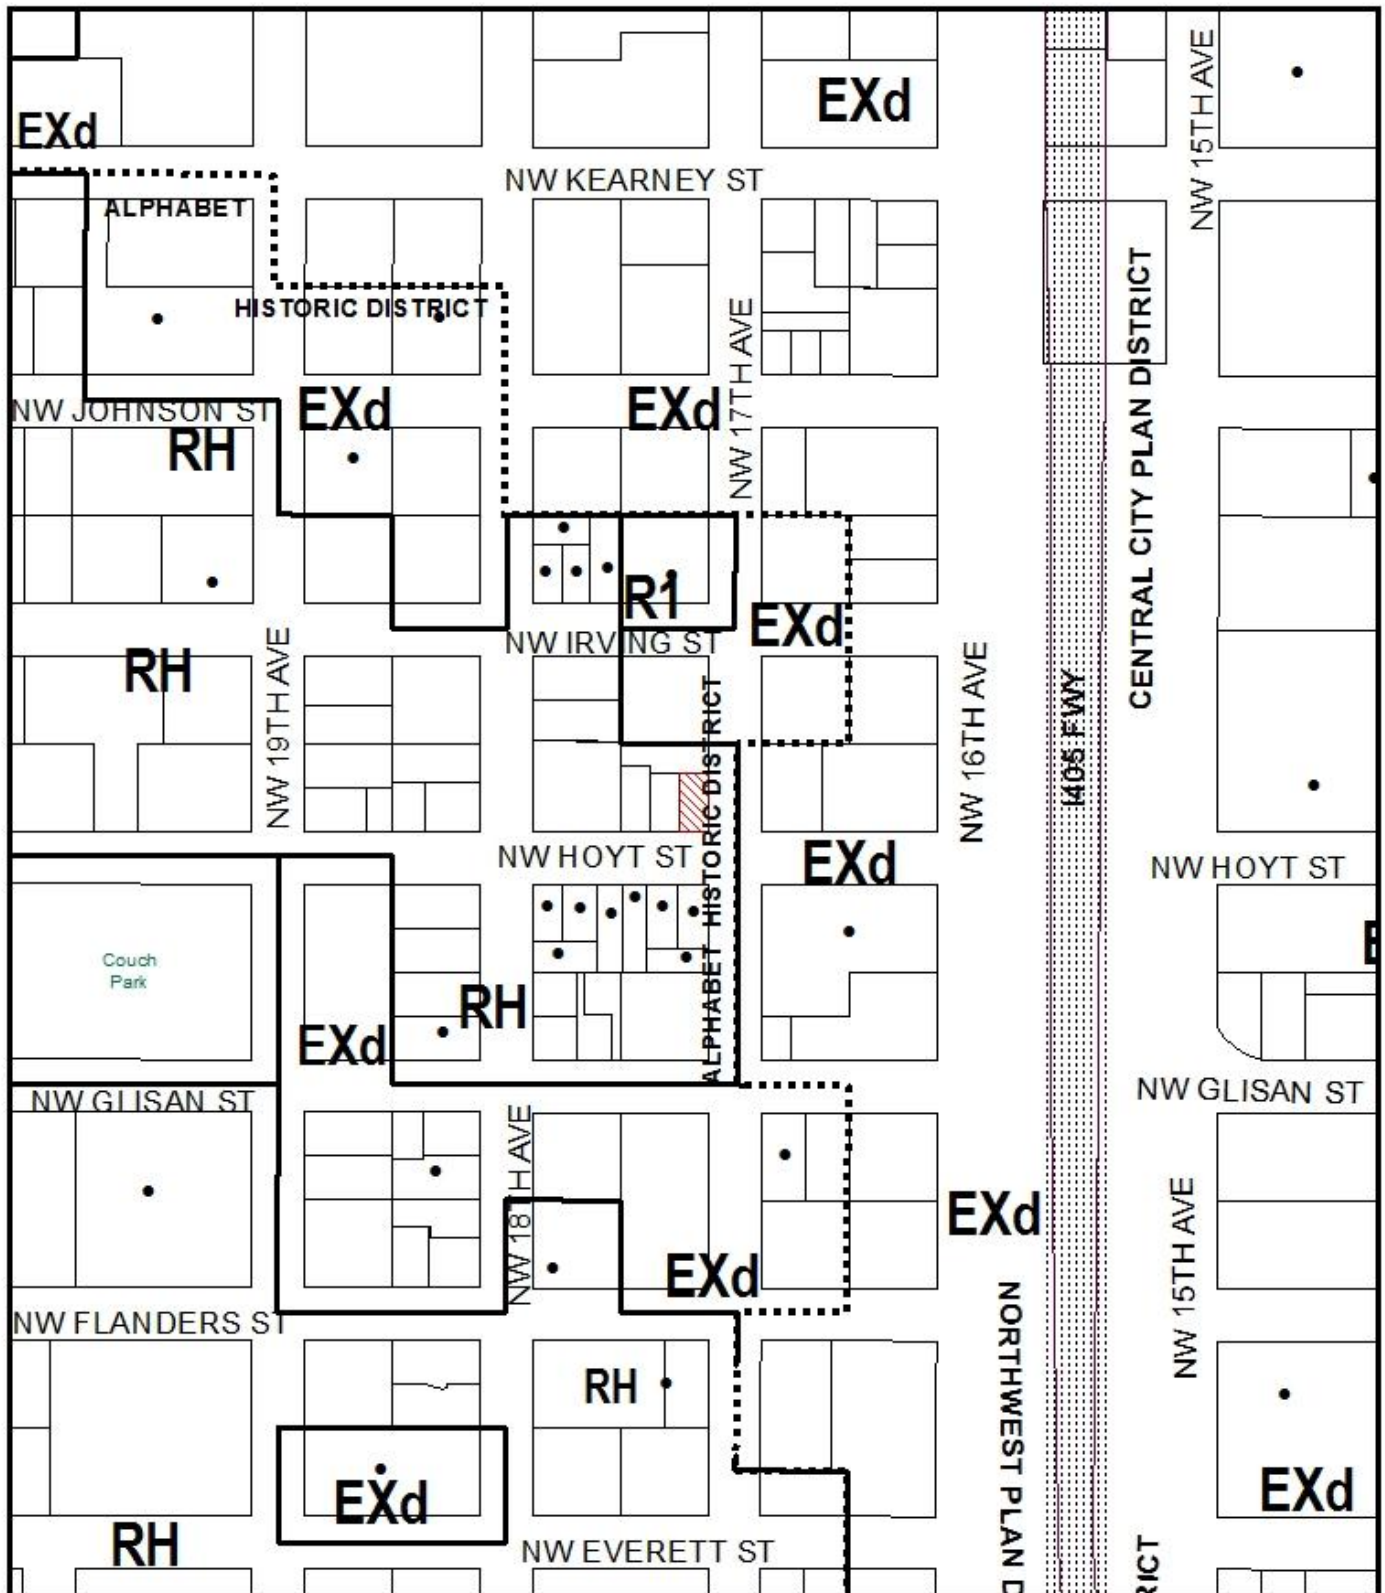 NW 15TH AVE
EXd
EXd
NW KEARNEY ST
ALPHABET
HISTORIC DISTRICT
CENTRAL CITY PLAN DISTRICT
NW 17TH AVE
NW JOHNSON ST
EXd
EXd
RH
R1
EXd
NW IRVING ST
RH
NW 19TH AVE
ALPHABET HISTORIC DISTRICT
NW 16TH AVE
I405 FWY
NW HOYT ST
EXd
NW HOYT ST
E
Couch
Park
RH
EXd
NW GLISAN ST
NW GLISAN ST
NW 18TH AVE
EXd
EXd
NW 15TH AVE
NW FLANDERS ST
NORTHWEST PLAN D
RH
EXd
EXd
RH
NW EVERETT ST
RICT